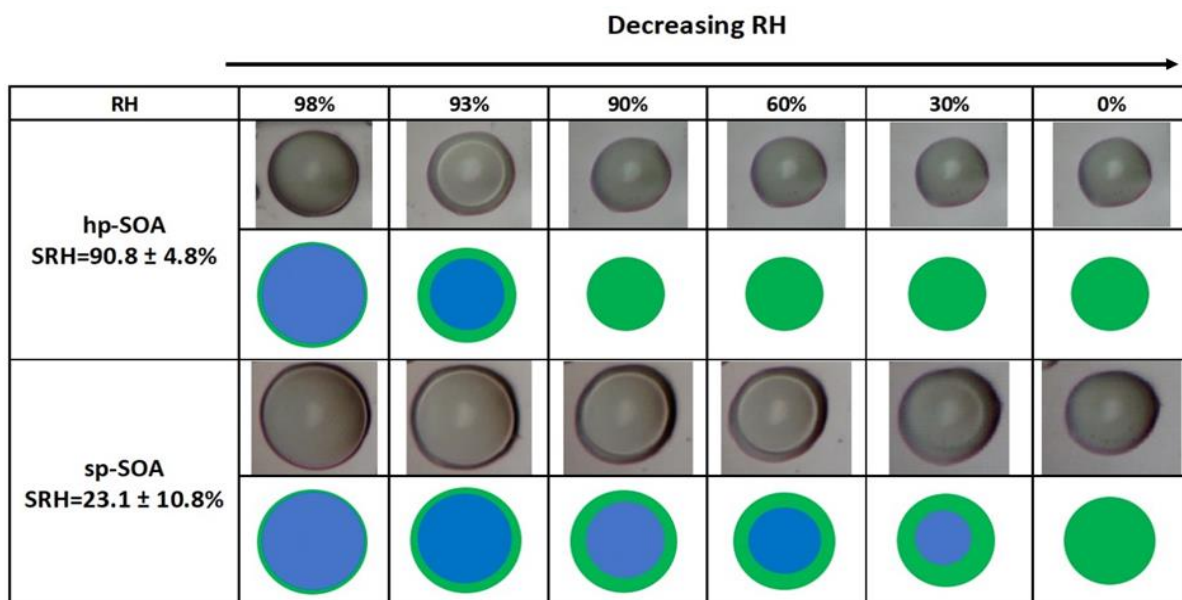 Decreasing RH
RH 98% 93% 90% 60% 30% 0%
hp-SOA
SRH=90.8 ± 4.8%
sp-SOA
SRH=23.1 ± 10.8%